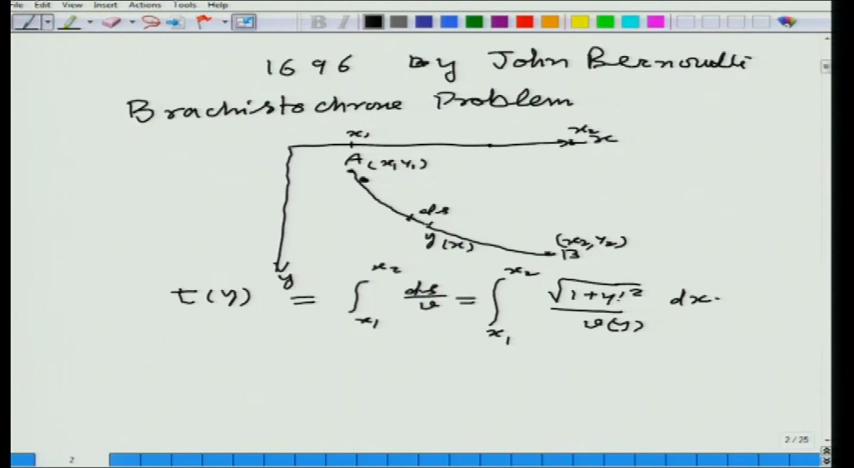 File Edit View Insert Actions Tools Help
1696 By John Bernoulli
Brachistochrone Problem
x₁ x₂ x
A (x₁, y₁)
ds
y(x)
(x₂, y₂)
B
y
t(y) = ∫_{x₁}^{x₂} ds/v = ∫_{x₁}^{x₂} √(1+y'²)/v(y) dx.
2/25
2